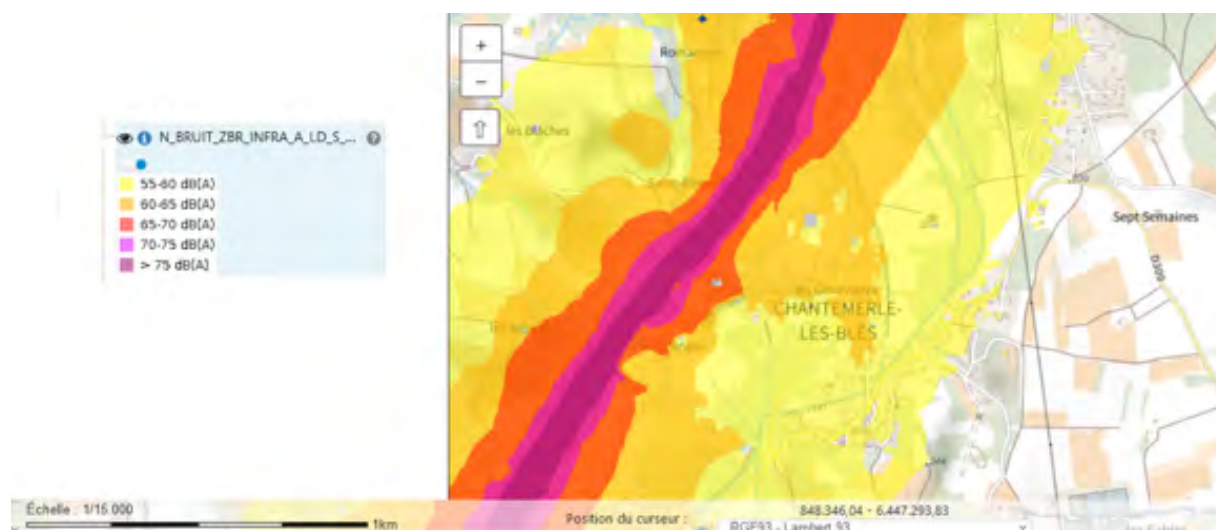 N_BRUIT_ZBR_INFRA_A_LD_S_...
55-60 dB(A)
60-65 dB(A)
65-70 dB(A)
70-75 dB(A)
> 75 dB(A)
+
−
les Blaches
CHANTEMERLE-
LES-BLÉS
Sept Semaines
D309
Échelle : 1/15 000
1km
Position du curseur :
848.346,04 - 6.447.293,83
RGF93 - Lambert 93